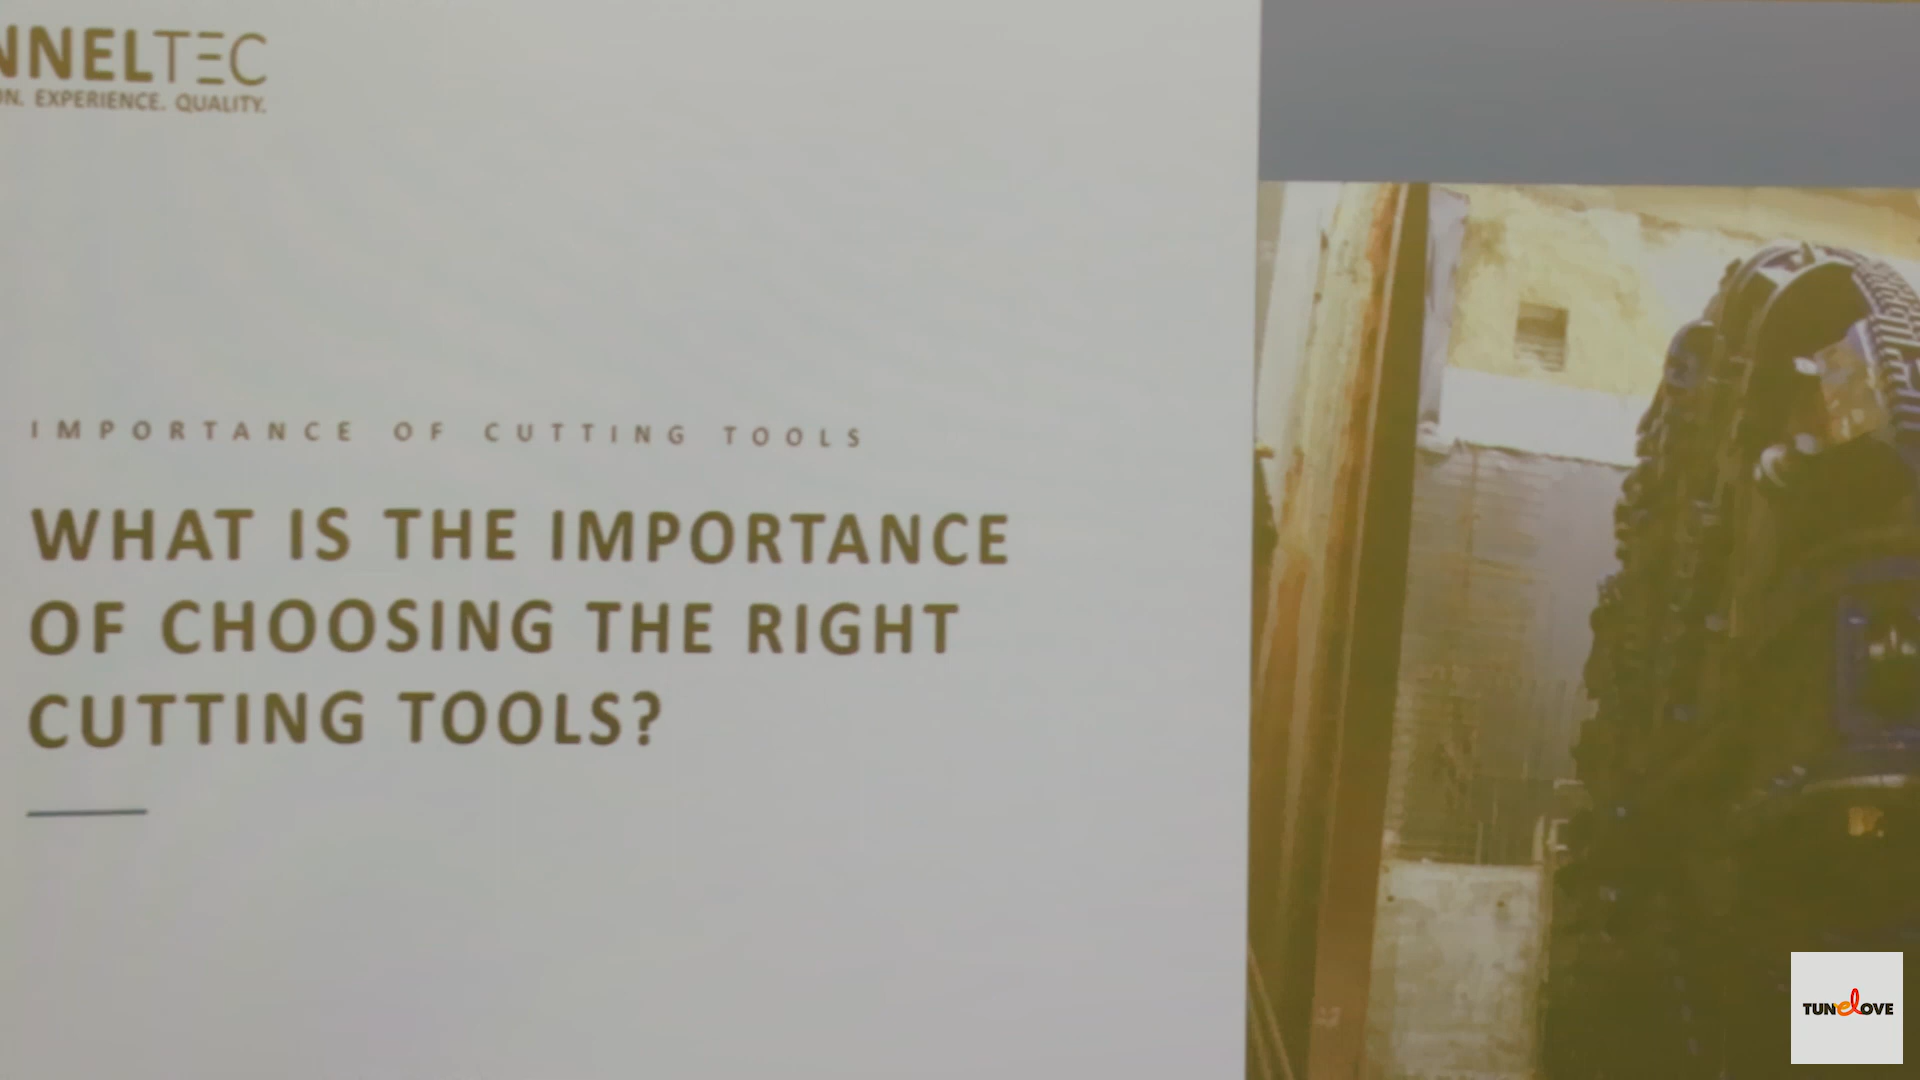 NNELTEC
ON. EXPERIENCE. QUALITY.
IMPORTANCE OF CUTTING TOOLS
WHAT IS THE IMPORTANCE
OF CHOOSING THE RIGHT
CUTTING TOOLS?
TUNELOVE